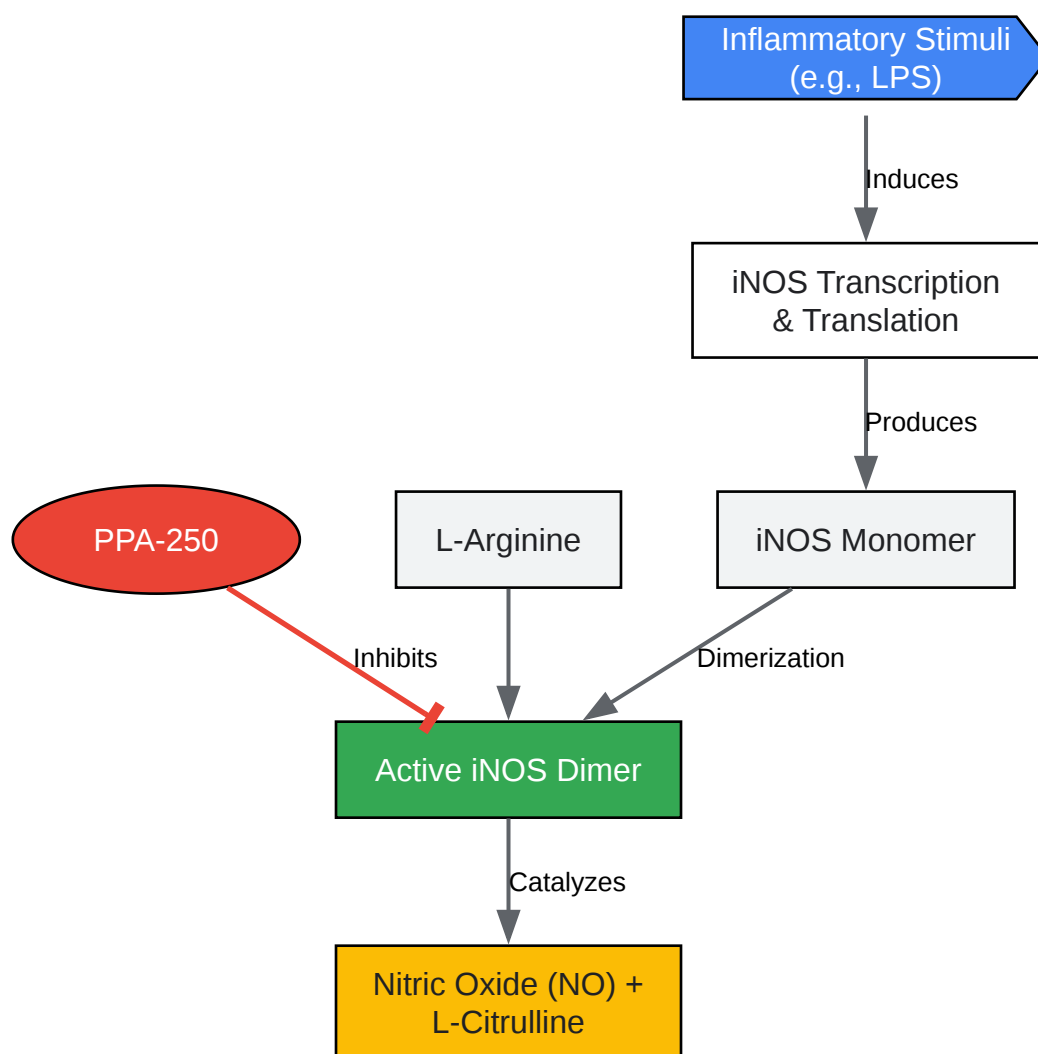 Inflammatory Stimuli
(e.g., LPS)
Induces
iNOS Transcription
& Translation
Produces
PPA-250
L-Arginine
iNOS Monomer
Inhibits
Dimerization
Active iNOS Dimer
Catalyzes
Nitric Oxide (NO) +
L-Citrulline